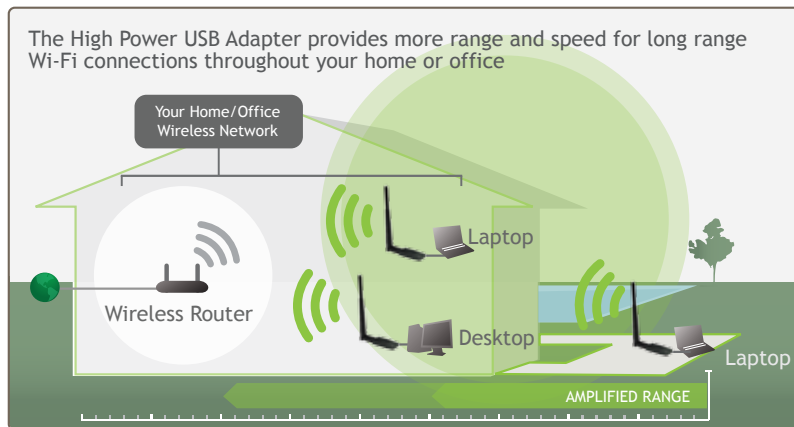 The High Power USB Adapter provides more range and speed for long range
Wi-Fi connections throughout your home or office
Your Home/Office
Wireless Network
Laptop
Wireless Router
Desktop
Laptop
AMPLIFIED RANGE